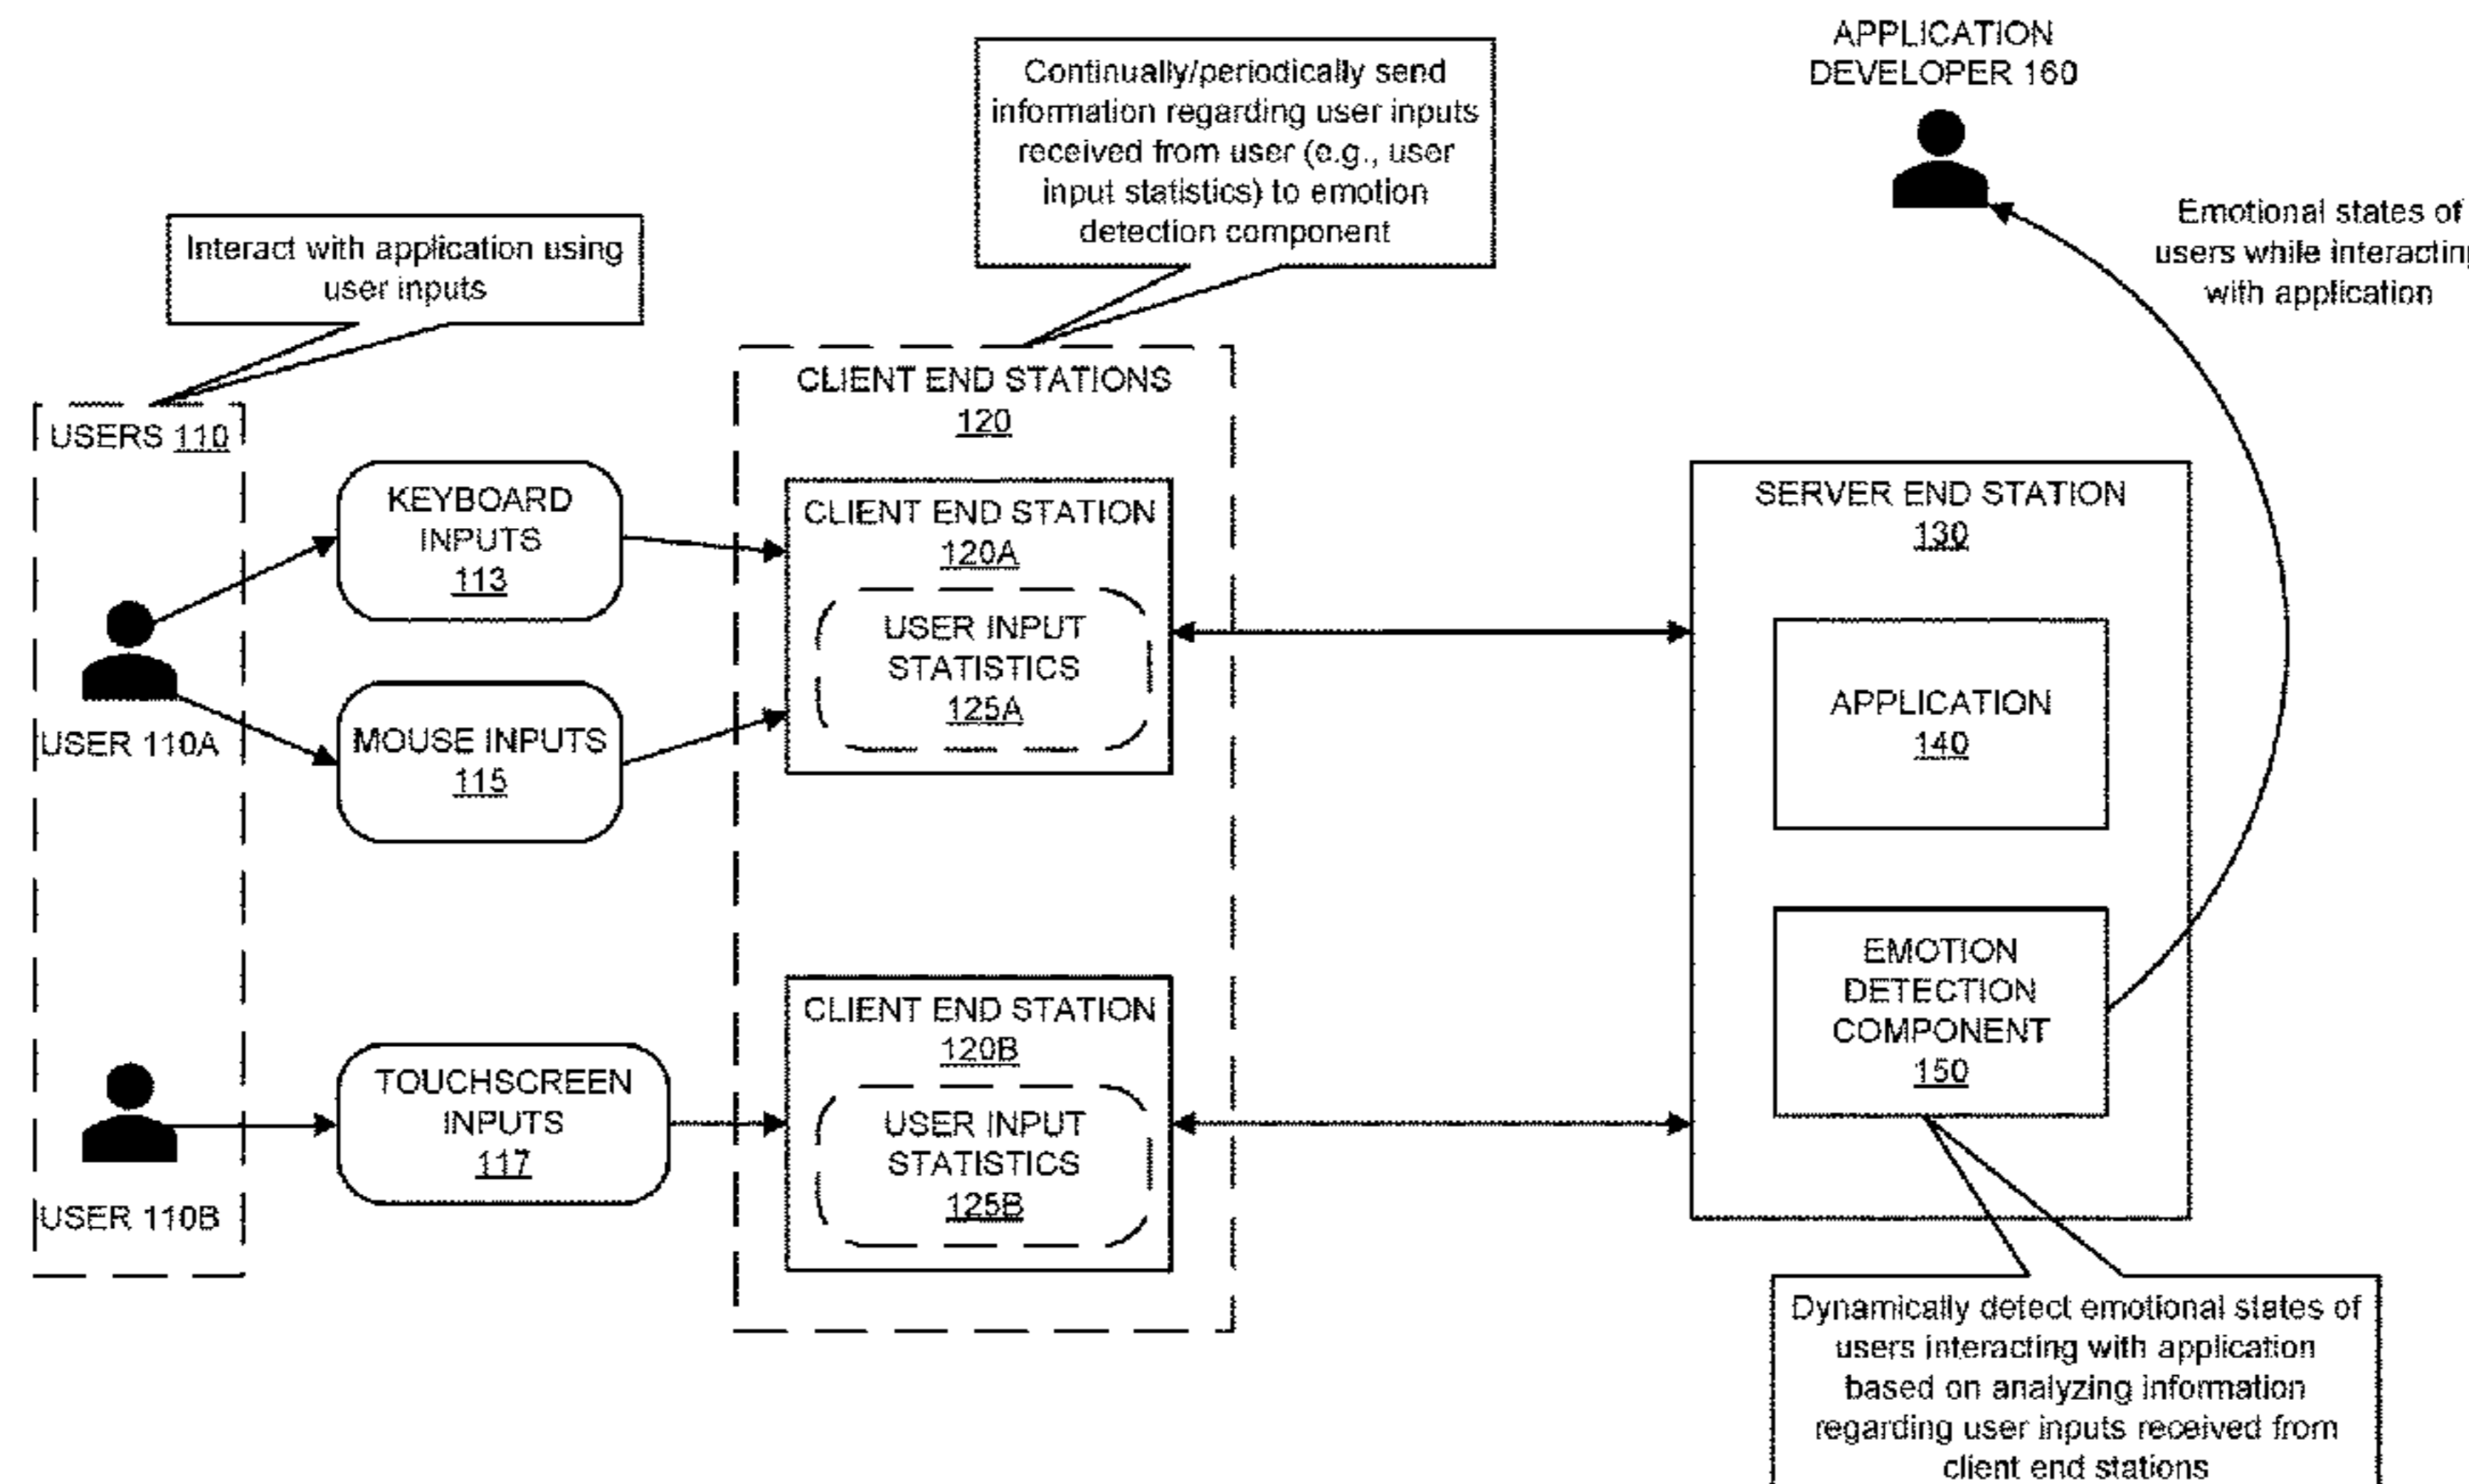 APPLICATION
DEVELOPER 160
Continually/periodically send
information regarding user inputs
received from user (e.g., user
input statistics) to emotion
detection component
Emotional states of
users while interacting
with application
Interact with application using
user inputs
USERS 110
CLIENT END STATIONS
120
KEYBOARD
INPUTS
113
CLIENT END STATION
120A
USER INPUT
STATISTICS
125A
SERVER END STATION
130
USER 110A
MOUSE INPUTS
115
APPLICATION
140
EMOTION
DETECTION
COMPONENT
150
CLIENT END STATION
120B
USER INPUT
STATISTICS
125B
TOUCHSCREEN
INPUTS
117
USER 110B
Dynamically detect emotional states of
users interacting with application
based on analyzing information
regarding user inputs received from
client end stations